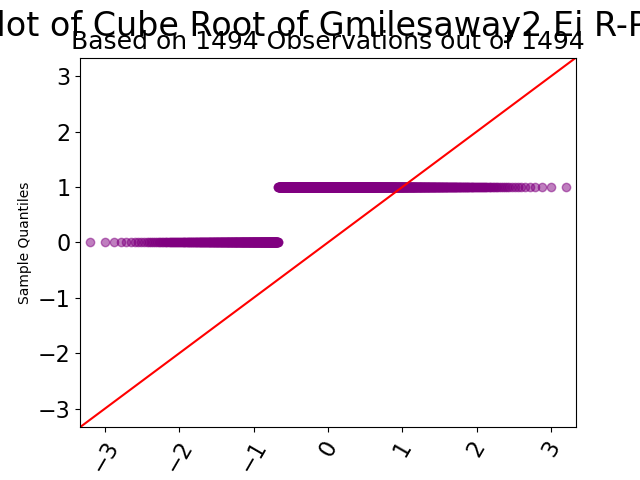 lot of Cube Root of Gmilesaway2 Ei R-P
Based on 1494 Observations out of 1494
Sample Quantiles
3
2
1
0
−1
−2
−3
−3 −2 −1 0 1 2 3